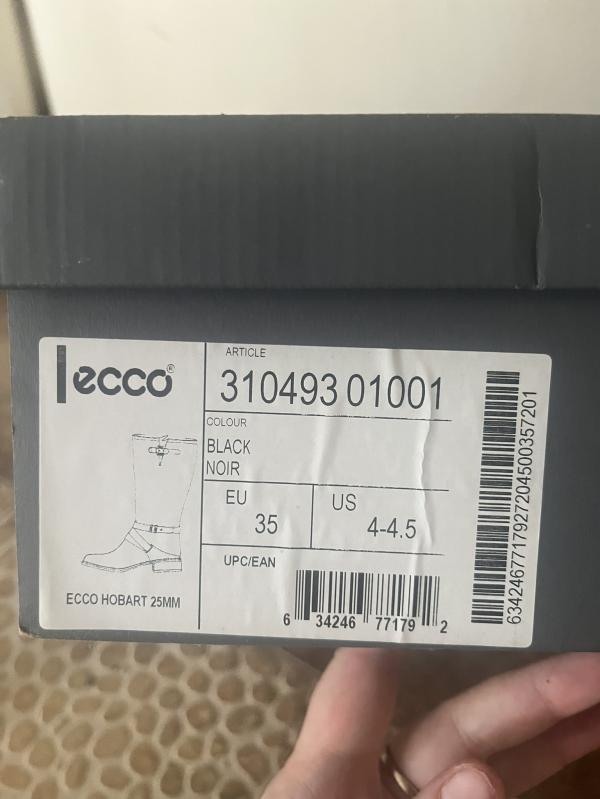 ecco®
ARTICLE
310493 01001
COLOUR
BLACK
NOIR
EU
35
US
4-4.5
ECCO HOBART 25MM
UPC/EAN
6 34246 77179 2
6342467717927204500357201